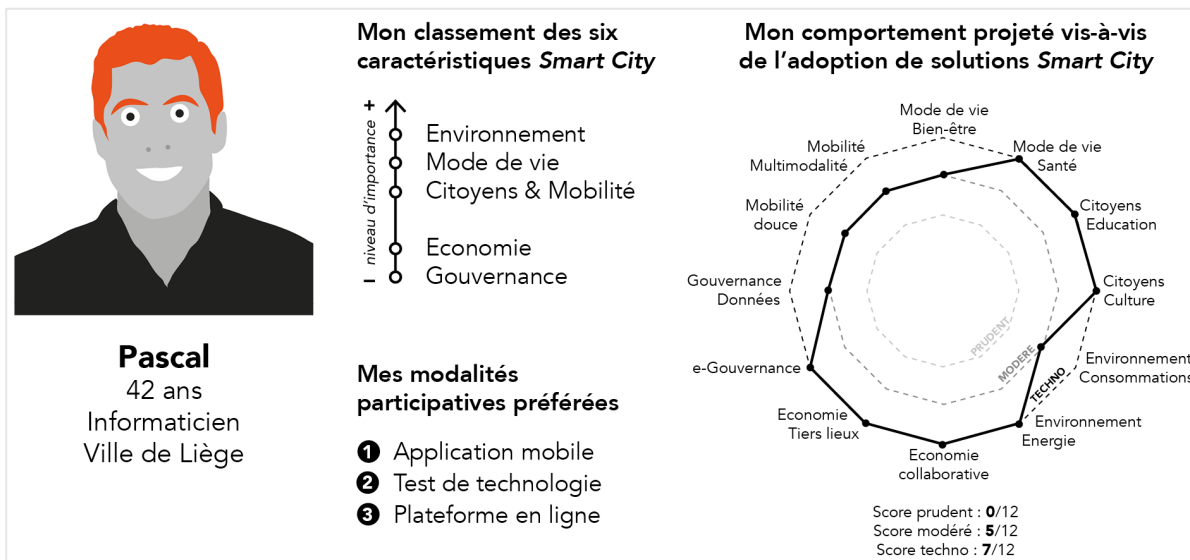 Pascal
42 ans
Informaticien
Ville de Liège
Mon classement des six
caractéristiques Smart City
+
niveau d'importance
–
Environnement
Mode de vie
Citoyens & Mobilité
Economie
Gouvernance
Mes modalités
participatives préférées
1 Application mobile
2 Test de technologie
3 Plateforme en ligne
Mon comportement projeté vis-à-vis
de l'adoption de solutions Smart City
Mode de vie
Bien-être
Mode de vie
Santé
Citoyens
Education
Citoyens
Culture
Environnement
Consommations
Environnement
Energie
Economie
collaborative
Economie
Tiers lieux
e-Gouvernance
Gouvernance
Données
Mobilité
douce
Mobilité
Multimodalité
PRUDENT
MODERE
TECHNO
Score prudent : 0/12
Score modéré : 5/12
Score techno : 7/12